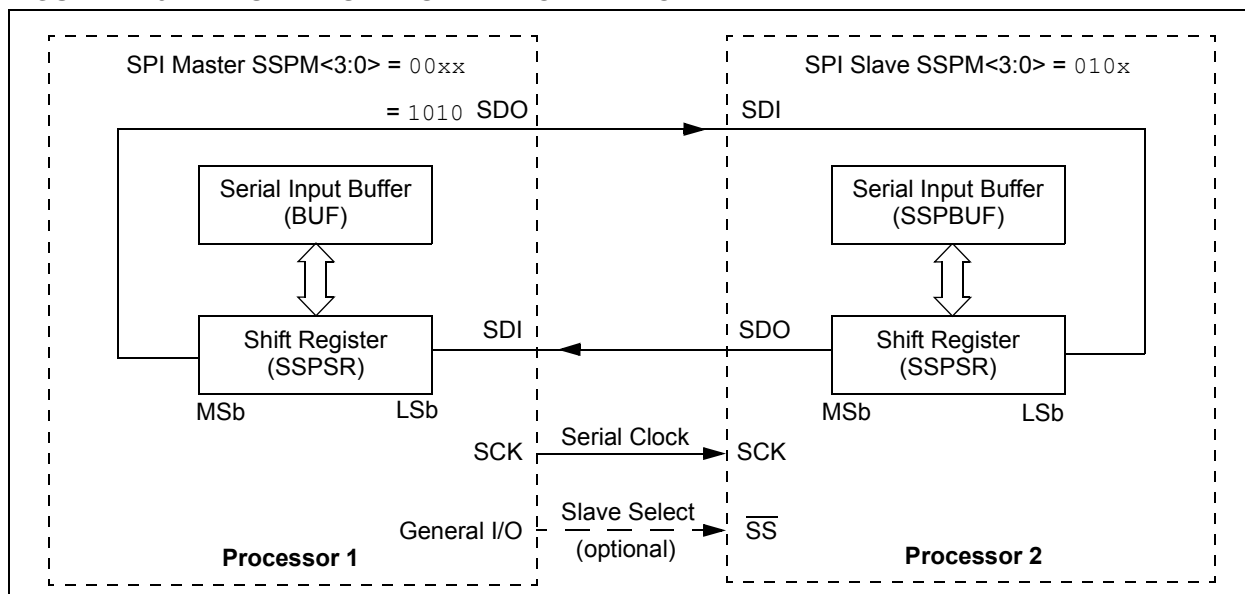 SPI Master SSPM<3:0> = 00xx
= 1010 SDO
Serial Input Buffer
(BUF)
Shift Register
(SSPSR)
MSb
LSb
SDI
SCK
General I/O
Processor 1
Serial Clock
Slave Select
(optional)
SPI Slave SSPM<3:0> = 010x
SDI
Serial Input Buffer
(SSPBUF)
SDO
Shift Register
(SSPSR)
MSb
LSb
SCK
SS
Processor 2